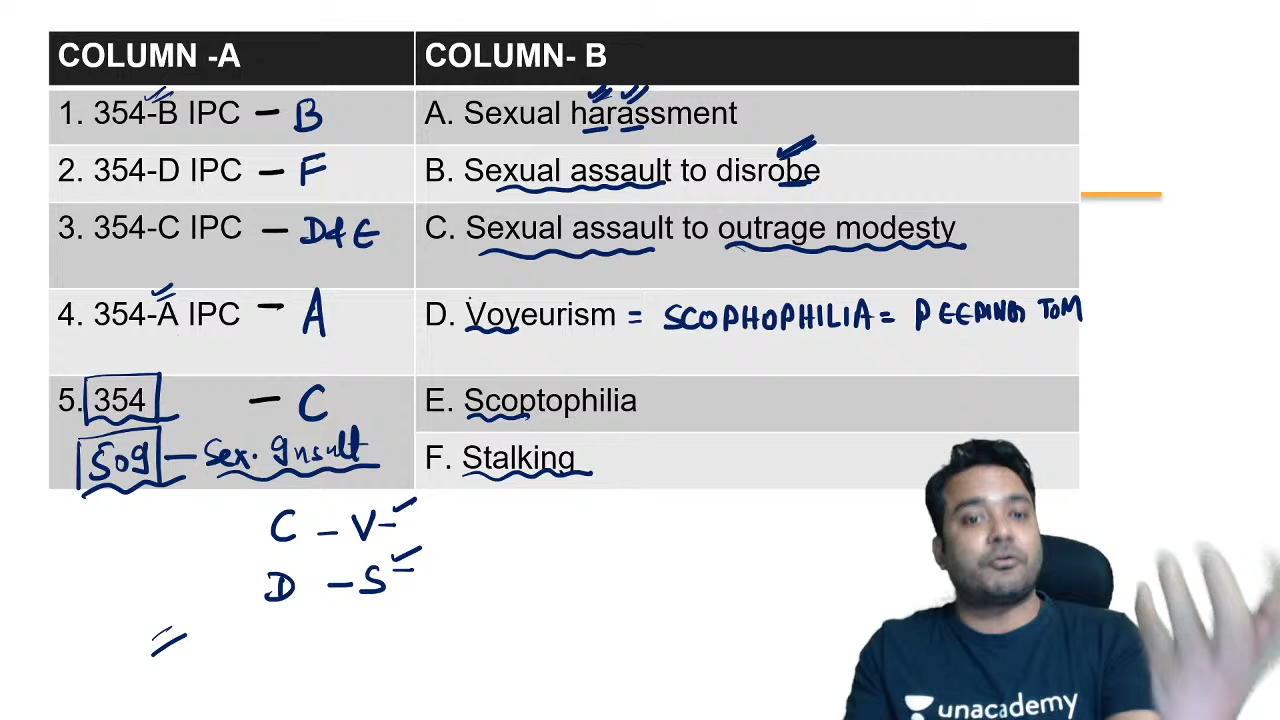 COLUMN -A COLUMN- B
1. 354-B IPC – B A. Sexual harassment
2. 354-D IPC – F B. Sexual assault to disrobe
3. 354-C IPC – D&E C. Sexual assault to outrage modesty
4. 354-A IPC – A D. Voyeurism = SCOPHOPHILIA = PEEPING TOM
5. 354 – C E. Scoptophilia
509 – Sex. Insult F. Stalking
C – V
D – S
unacademy